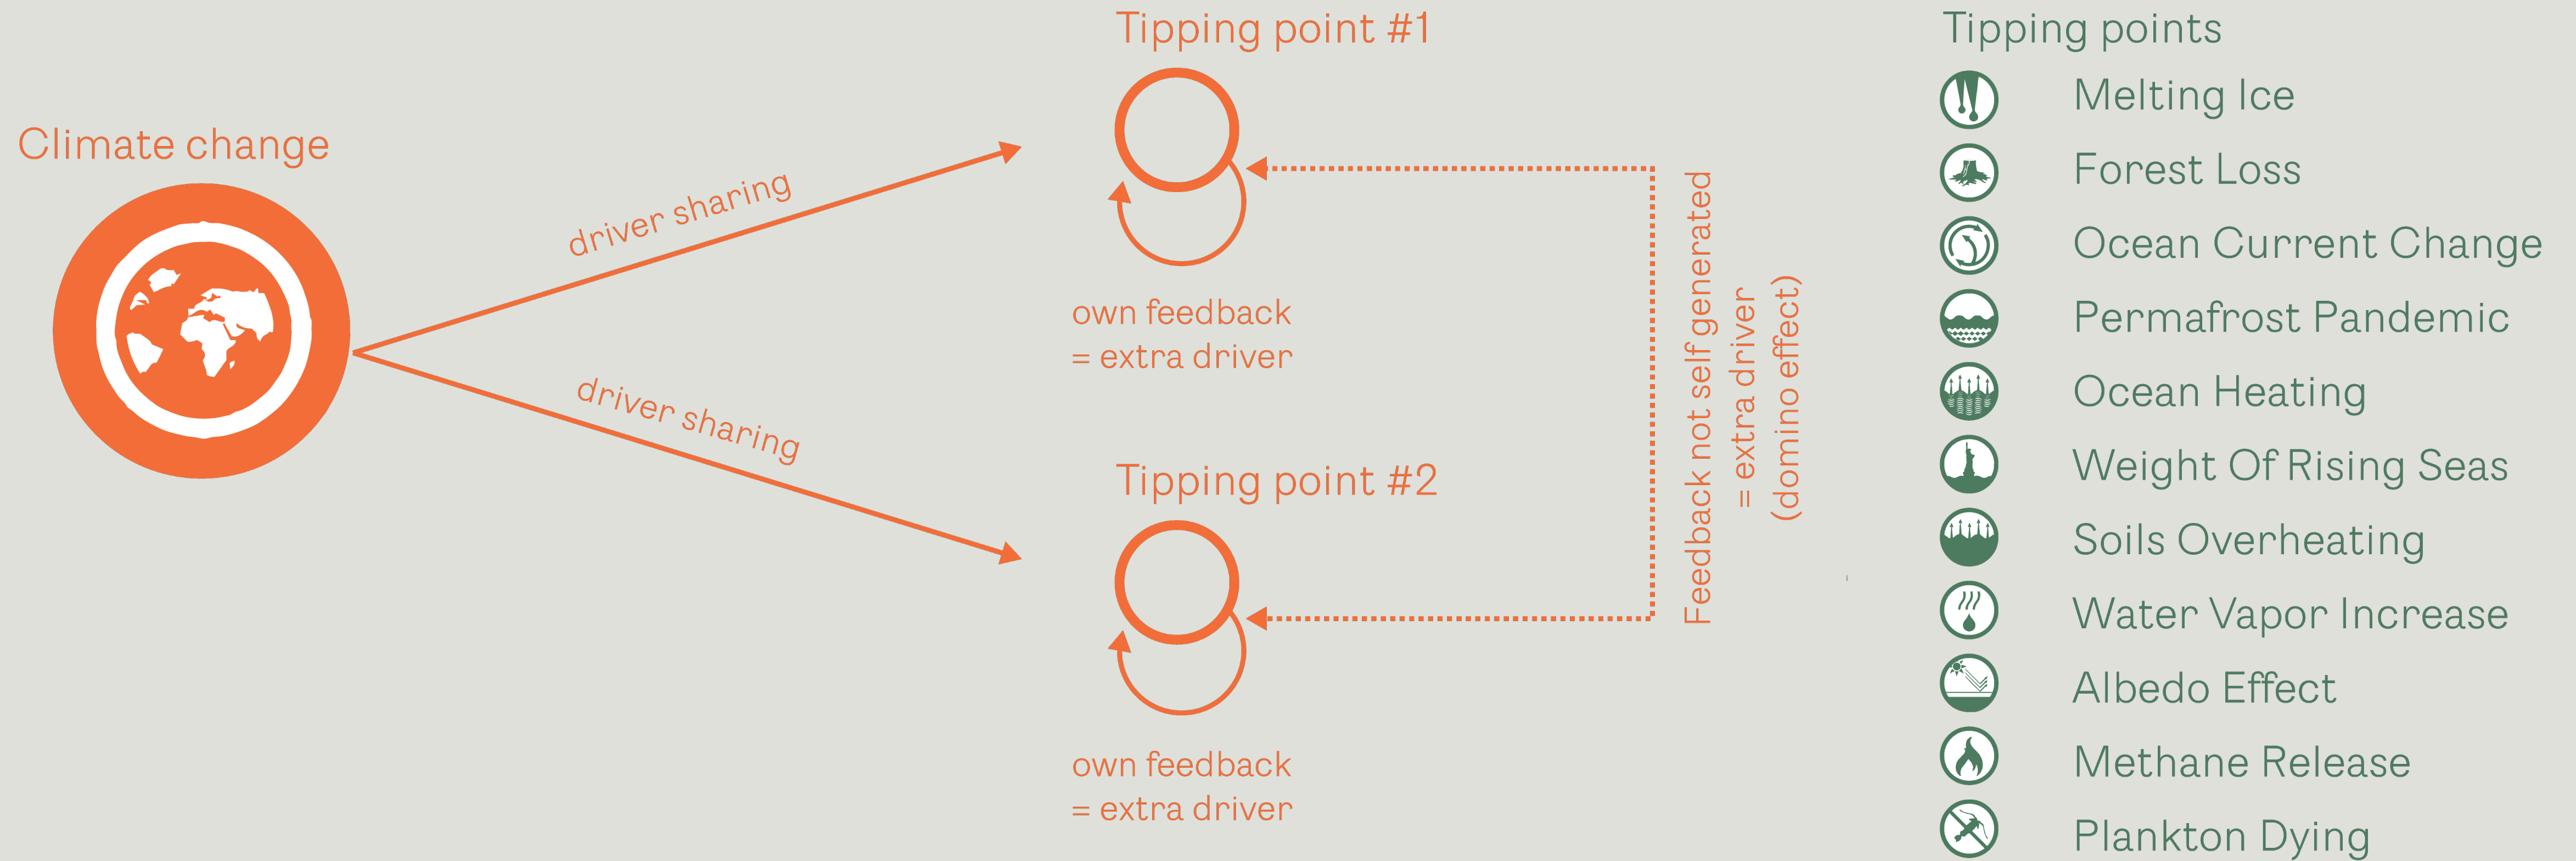 Climate change
driver sharing
driver sharing
Tipping point #1
own feedback
= extra driver
Tipping point #2
own feedback
= extra driver
Feedback not self generated
= extra driver
(domino effect)
Tipping points
Melting Ice
Forest Loss
Ocean Current Change
Permafrost Pandemic
Ocean Heating
Weight Of Rising Seas
Soils Overheating
Water Vapor Increase
Albedo Effect
Methane Release
Plankton Dying